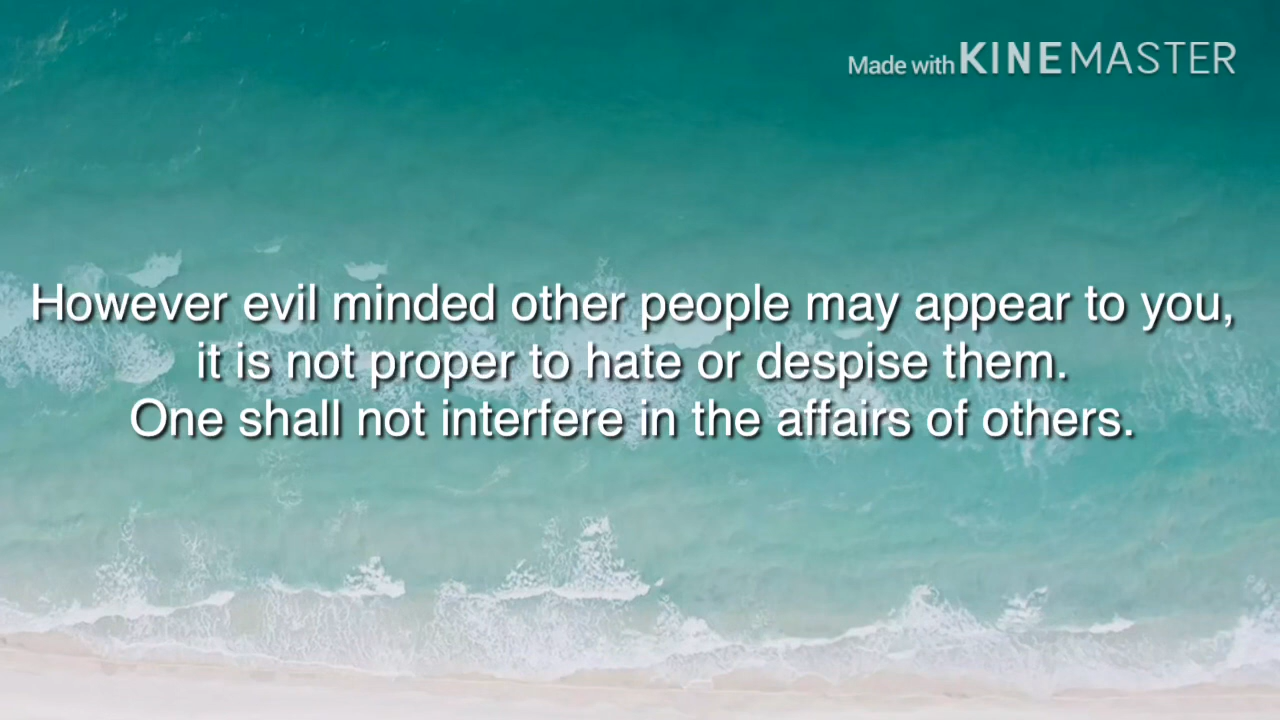 Made with KINEMASTER
However evil minded other people may appear to you,
it is not proper to hate or despise them.
One shall not interfere in the affairs of others.